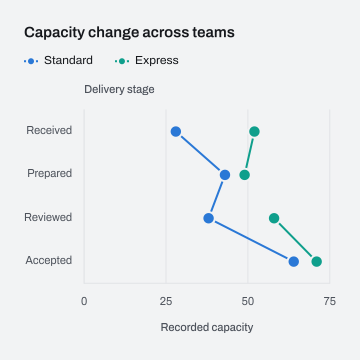 Capacity change across teams
Standard Express
Delivery stage
Received
Prepared
Reviewed
Accepted
0 25 50 75
Recorded capacity